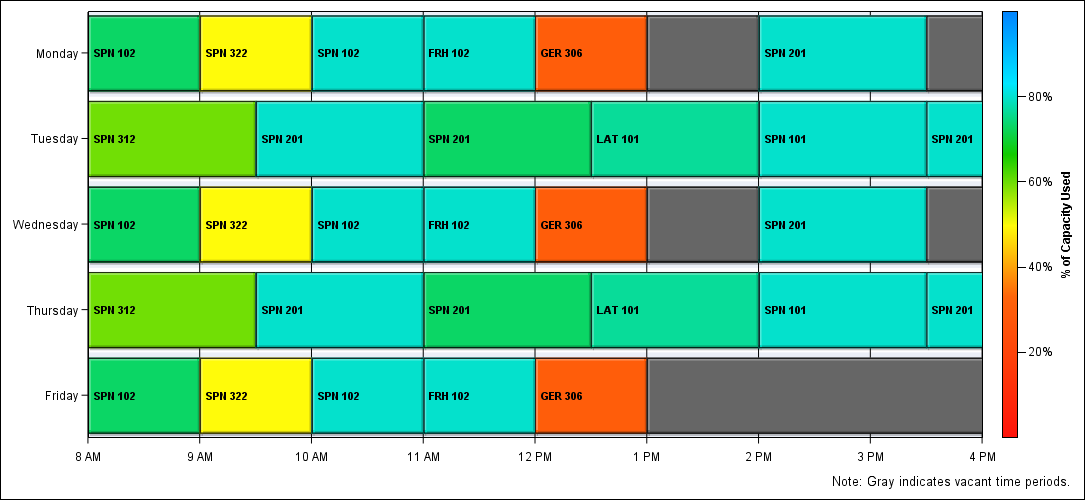 Monday
SPN 102 SPN 322 SPN 102 FRH 102 GER 306 SPN 201
Tuesday
SPN 312 SPN 201 SPN 201 LAT 101 SPN 101 SPN 201
Wednesday
SPN 102 SPN 322 SPN 102 FRH 102 GER 306 SPN 201
Thursday
SPN 312 SPN 201 SPN 201 LAT 101 SPN 101 SPN 201
Friday
SPN 102 SPN 322 SPN 102 FRH 102 GER 306
8 AM 9 AM 10 AM 11 AM 12 PM 1 PM 2 PM 3 PM 4 PM
80%
60%
40%
20%
% of Capacity Used
Note: Gray indicates vacant time periods.